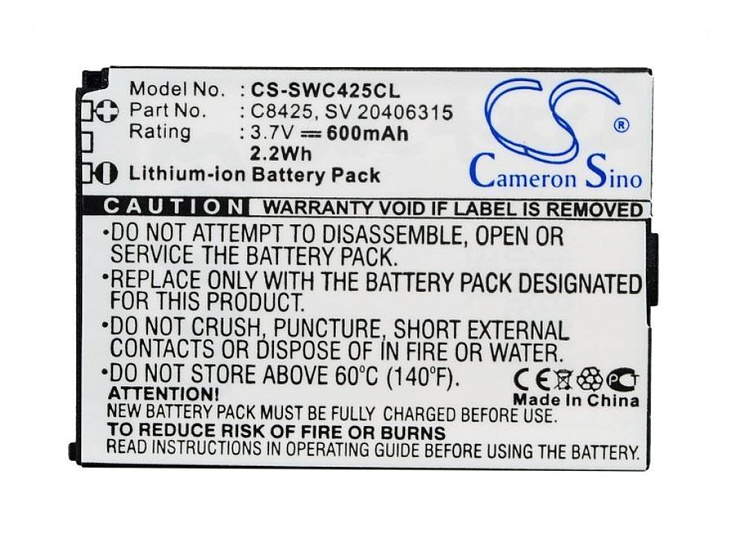 Model No. : CS-SWC425CL
Part No. : C8425, SV 20406315
Rating : 3.7V 600mAh
2.2Wh
Lithium-ion Battery Pack
CS ®
Cameron Sino
CAUTION WARRANTY VOID IF LABEL IS REMOVED
•DO NOT ATTEMPT TO DISASSEMBLE, OPEN OR
SERVICE THE BATTERY PACK.
•REPLACE ONLY WITH THE BATTERY PACK DESIGNATED
FOR THIS PRODUCT.
•DO NOT CRUSH, PUNCTURE, SHORT EXTERNAL
CONTACTS OR DISPOSE OF IN FIRE OR WATER.
•DO NOT STORE ABOVE 60°C (140°F).
CE PCT
Made In China
ATTENTION!
NEW BATTERY PACK MUST BE FULLY CHARGED BEFORE USE.
TO REDUCE RISK OF FIRE OR BURNS
READ INSTRUCTIONS IN OPERATING GUIDE BEFORE USING THE BATTERY.